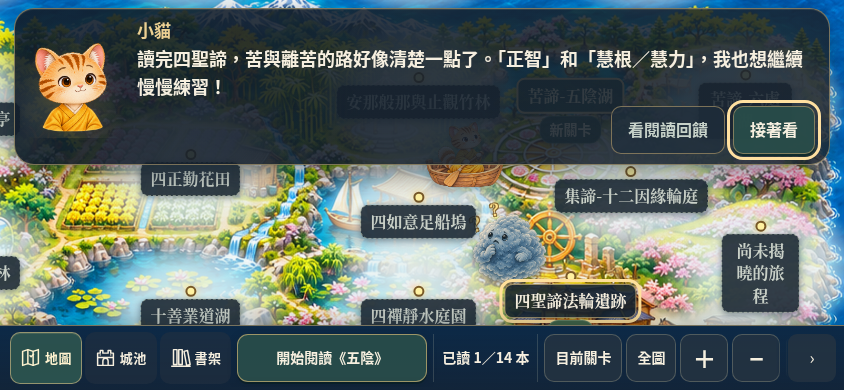 小貓
讀完四聖諦，苦與離苦的路好像清楚一點了。「正智」和「慧根／慧力」，我也想繼續
慢慢練習！
安那般那與止觀竹林
苦諦-五陰湖
新關卡
看閱讀回饋
接著看
四正勤花田
四如意足船塢
集諦-十二因緣輪庭
尚未揭
曉的旅
程
林
十善業道湖
四禪靜水庭園
四聖諦法輪遺跡
地圖
城池
書架
開始閱讀《五陰》
已讀 1／14 本
目前關卡
全圖
＋
−
›